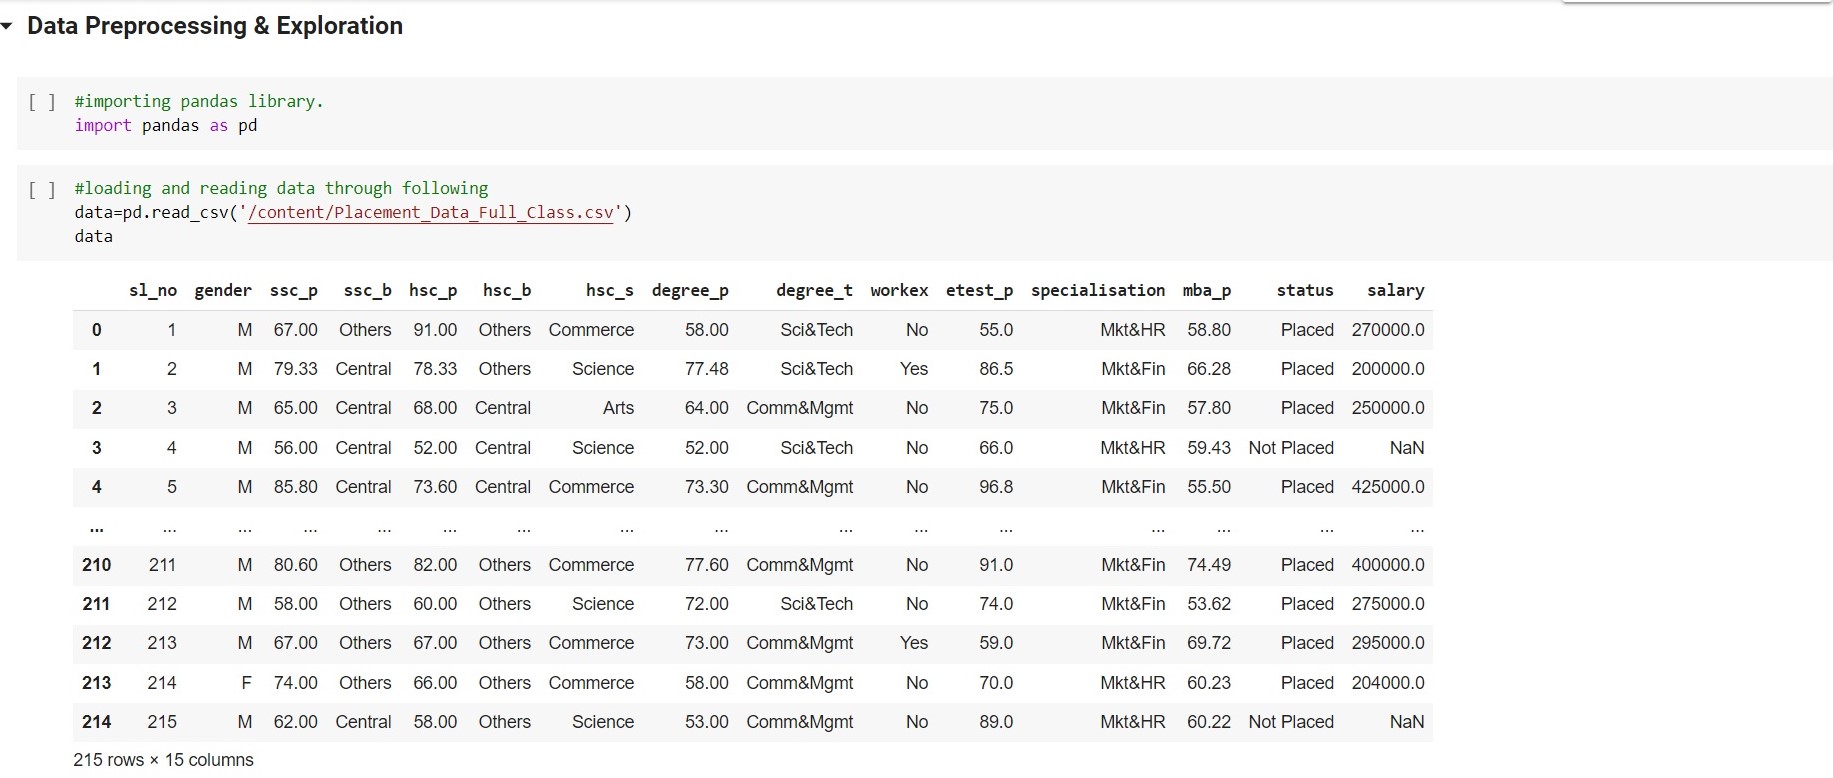 Data Preprocessing & Exploration
[ ] #importing pandas library.
import pandas as pd
[ ] #loading and reading data through following
data=pd.read_csv('/content/Placement_Data_Full_Class.csv')
data
sl_no gender ssc_p ssc_b hsc_p hsc_b hsc_s degree_p degree_t workex etest_p specialisation mba_p status salary
0 1 M 67.00 Others 91.00 Others Commerce 58.00 Sci&Tech No 55.0 Mkt&HR 58.80 Placed 270000.0
1 2 M 79.33 Central 78.33 Others Science 77.48 Sci&Tech Yes 86.5 Mkt&Fin 66.28 Placed 200000.0
2 3 M 65.00 Central 68.00 Central Arts 64.00 Comm&Mgmt No 75.0 Mkt&Fin 57.80 Placed 250000.0
3 4 M 56.00 Central 52.00 Central Science 52.00 Sci&Tech No 66.0 Mkt&HR 59.43 Not Placed NaN
4 5 M 85.80 Central 73.60 Central Commerce 73.30 Comm&Mgmt No 96.8 Mkt&Fin 55.50 Placed 425000.0
... ... ... ... ... ... ... ... ... ... ... ... ... ... ... ...
210 211 M 80.60 Others 82.00 Others Commerce 77.60 Comm&Mgmt No 91.0 Mkt&Fin 74.49 Placed 400000.0
211 212 M 58.00 Others 60.00 Others Science 72.00 Sci&Tech No 74.0 Mkt&Fin 53.62 Placed 275000.0
212 213 M 67.00 Others 67.00 Others Commerce 73.00 Comm&Mgmt Yes 59.0 Mkt&Fin 69.72 Placed 295000.0
213 214 F 74.00 Others 66.00 Others Commerce 58.00 Comm&Mgmt No 70.0 Mkt&HR 60.23 Placed 204000.0
214 215 M 62.00 Central 58.00 Others Science 53.00 Comm&Mgmt No 89.0 Mkt&HR 60.22 Not Placed NaN
215 rows × 15 columns